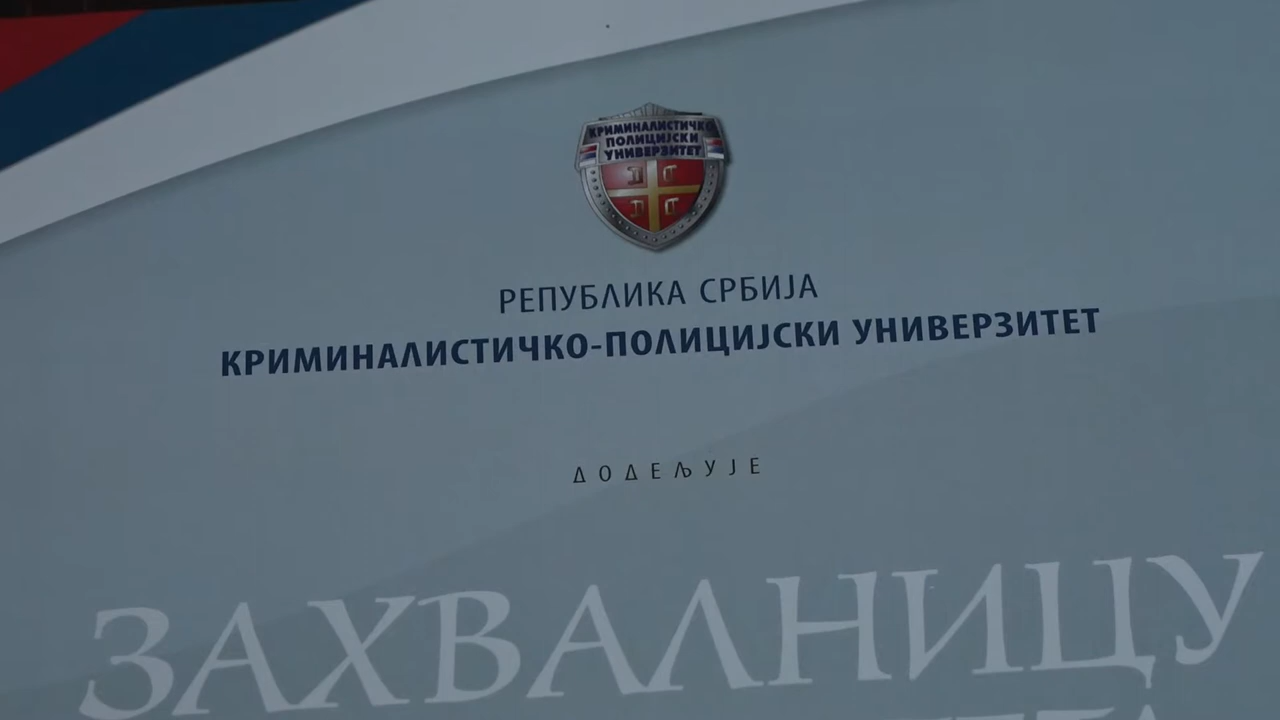 КРИМИНАЛИСТИЧКО
ПОЛИЦИЈСКИ
УНИВЕРЗИТЕТ
РЕПУБЛИКА СРБИЈА
КРИМИНАЛИСТИЧКО-ПОЛИЦИЈСКИ УНИВЕРЗИТЕТ
ДОДЕЉУЈЕ
ЗАХВАЛНИЦУ